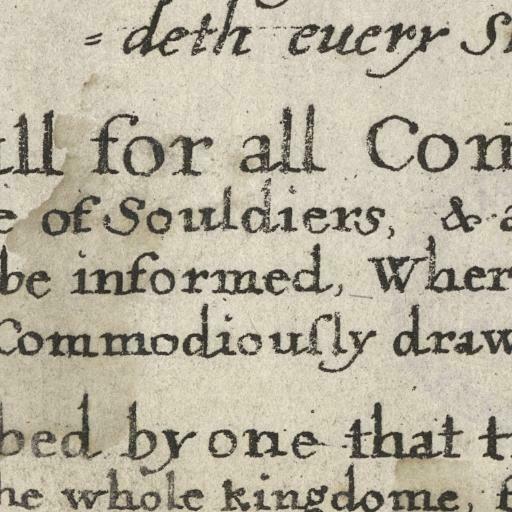 = deth euery S
ull for all Com
e of Souldiers, & a
be informed, Wher
Commodiouſly draw
bed by one that t
he whole kingdome, f